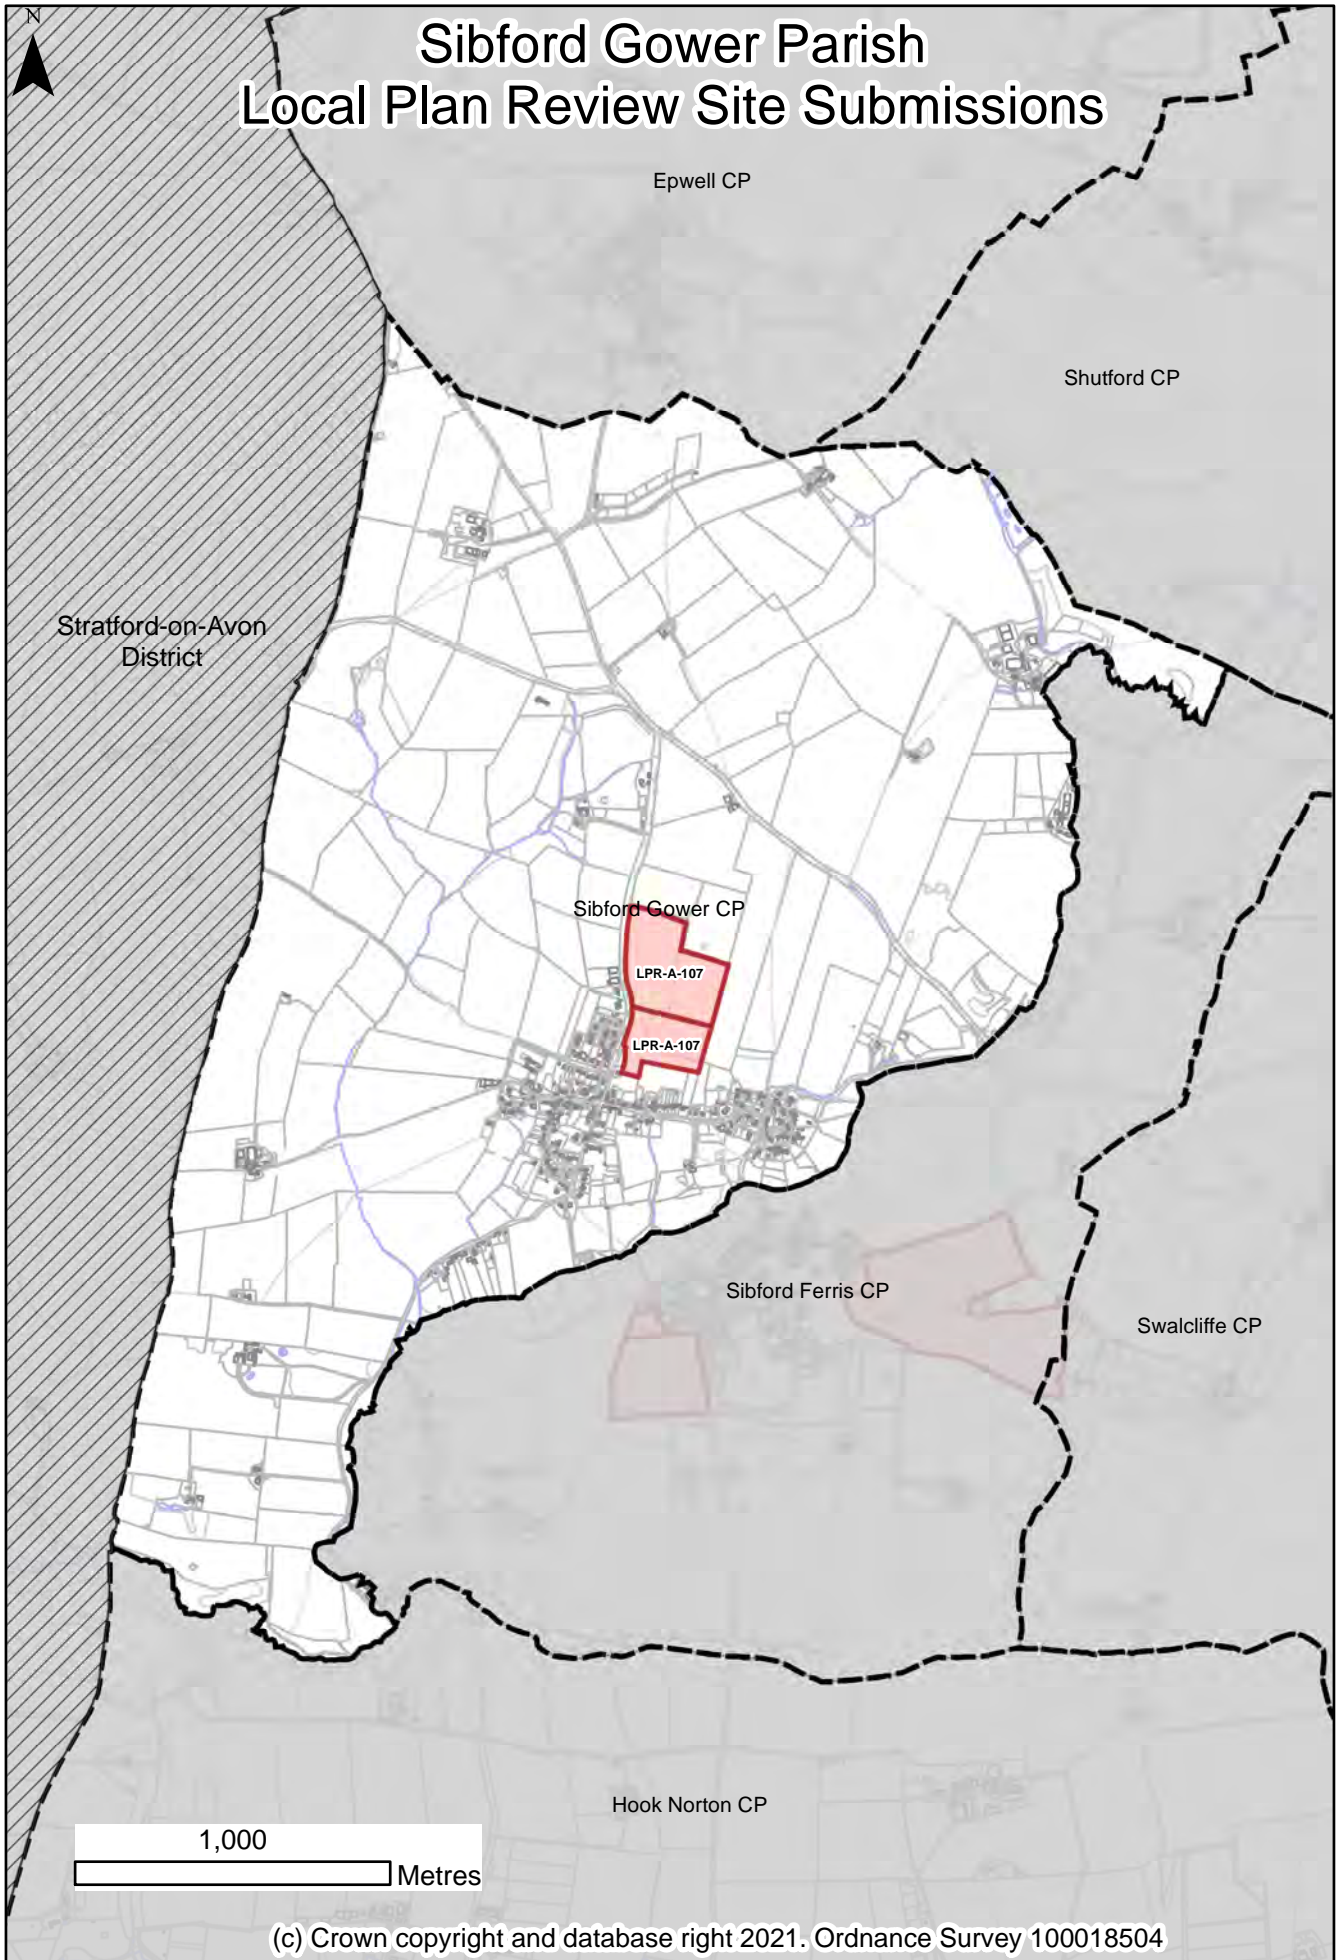 N
Sibford Gower Parish
Local Plan Review Site Submissions
Epwell CP
Shutford CP
Stratford-on-Avon
District
Sibford Gower CP
LPR-A-107
LPR-A-107
Sibford Ferris CP
Swalcliffe CP
Hook Norton CP
1,000
Metres
(c) Crown copyright and database right 2021. Ordnance Survey 100018504